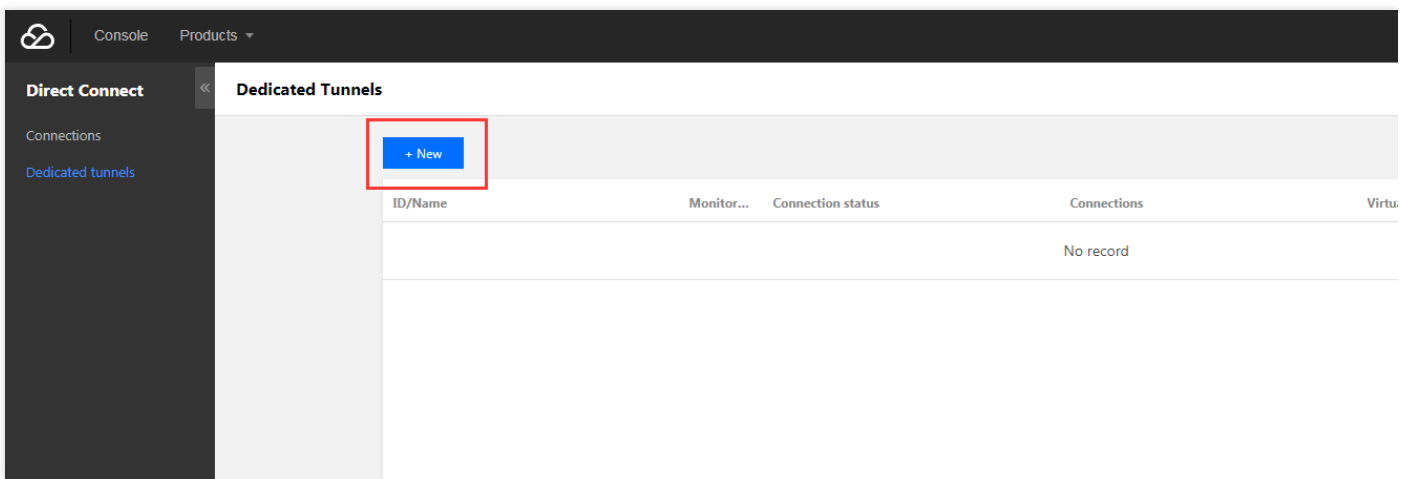 Console Products
Direct Connect «
Dedicated Tunnels
Connections
Dedicated tunnels
+ New
ID/Name Monitor... Connection status Connections Virtu
No record